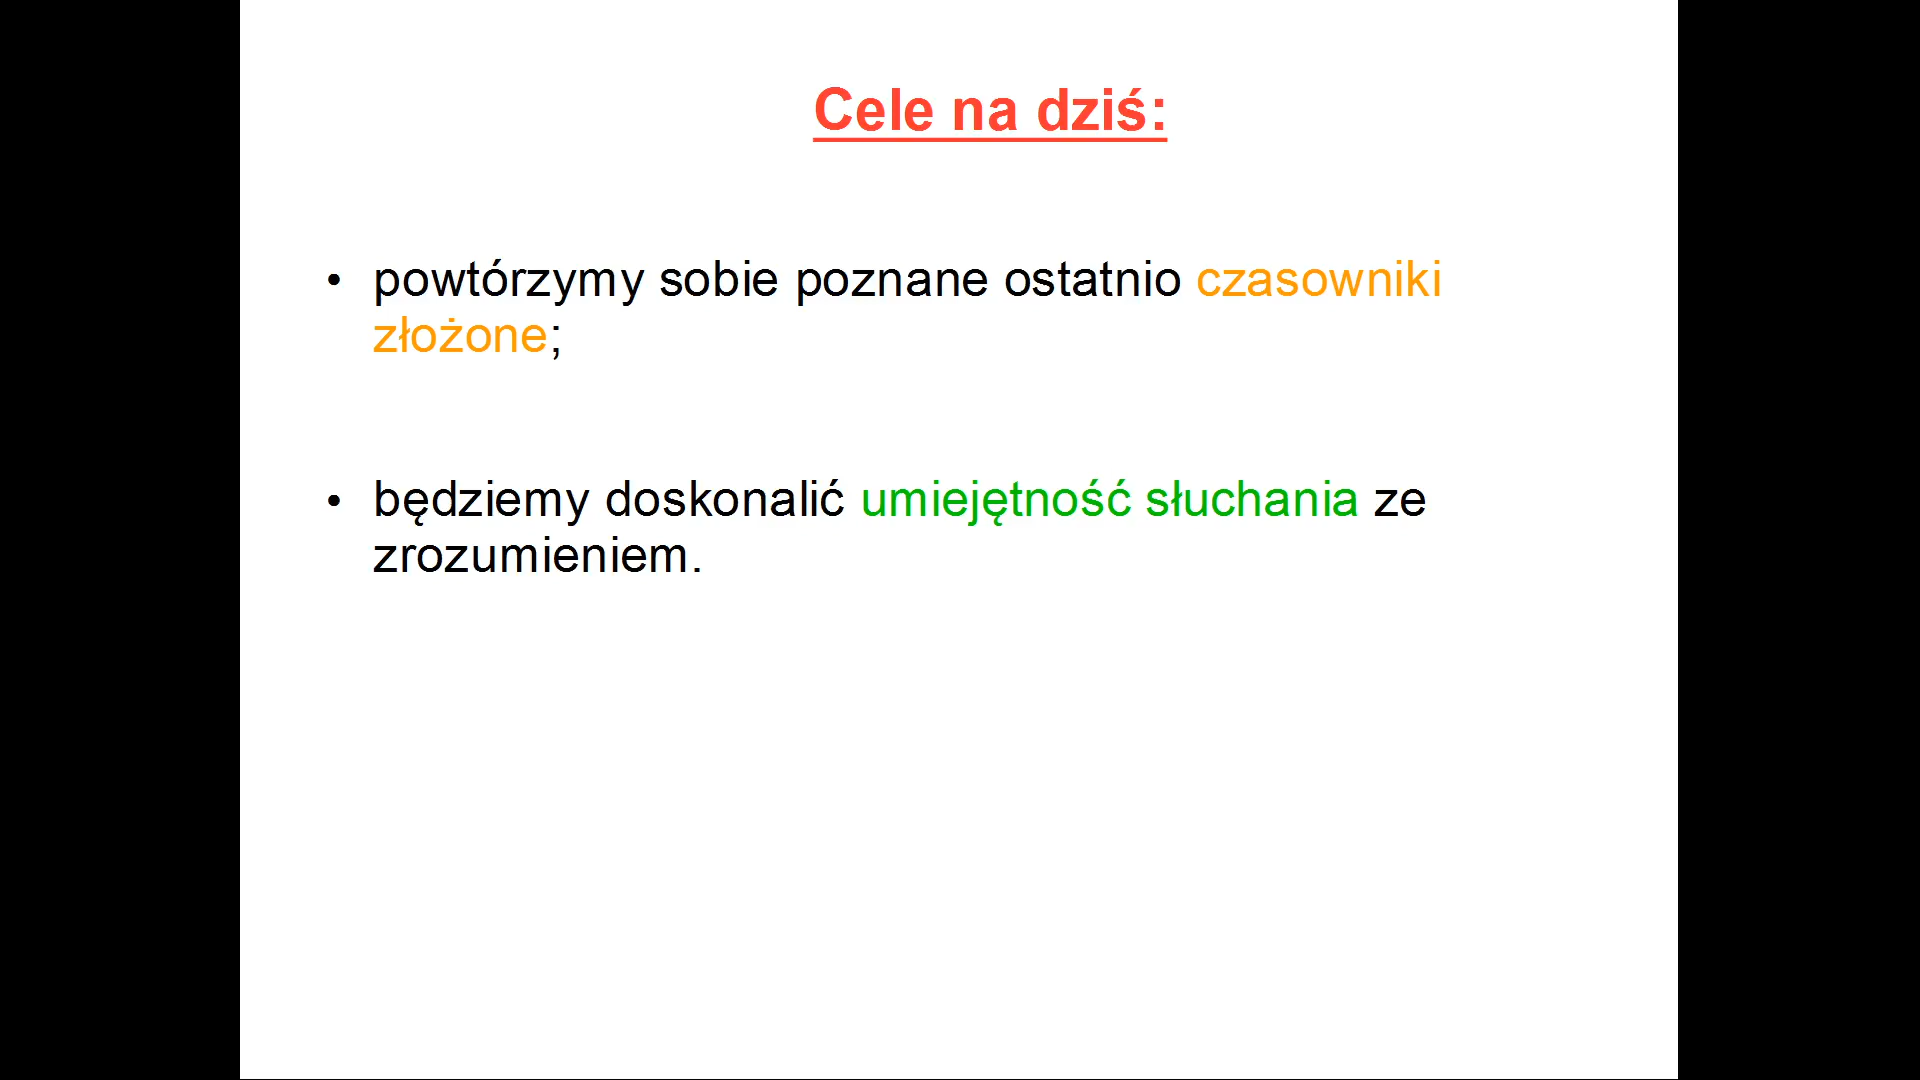 Cele na dziś:
• powtórzymy sobie poznane ostatnio czasowniki
złożone;
• będziemy doskonalić umiejętność słuchania ze
zrozumieniem.